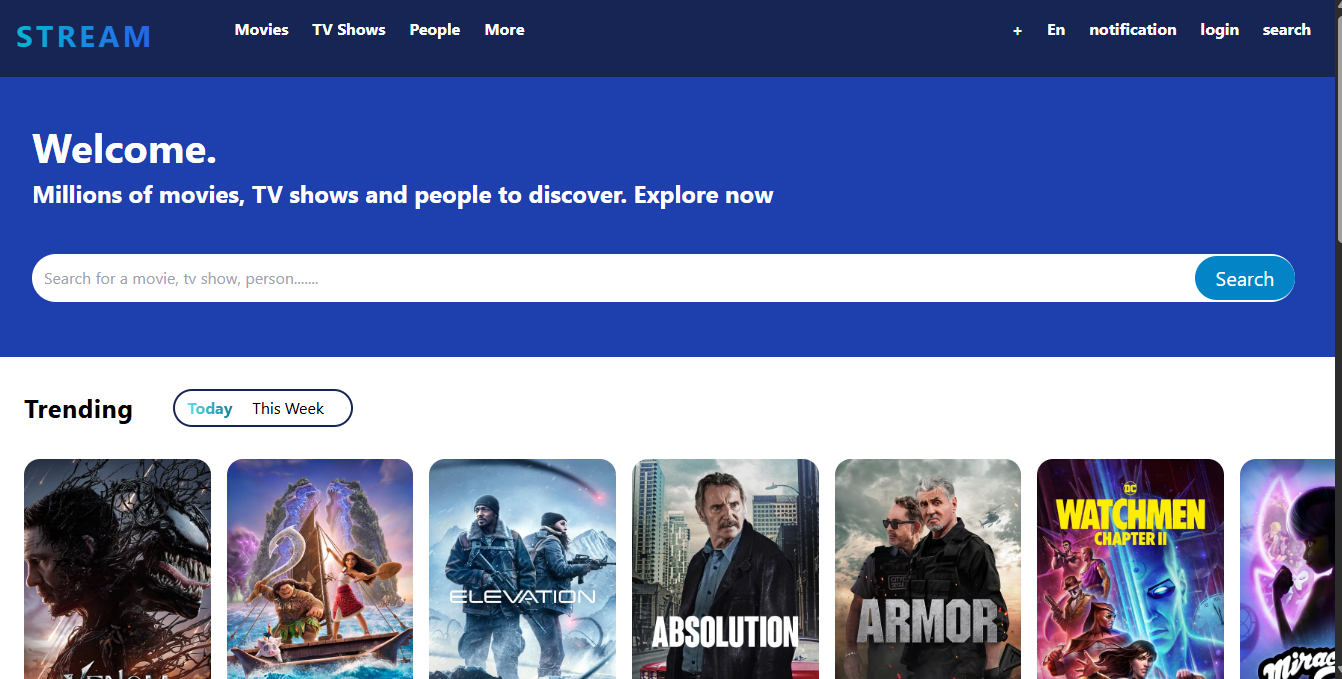 STREAM Movies TV Shows People More + En notification login search
Welcome.
Millions of movies, TV shows and people to discover. Explore now
Search for a movie, tv show, person....... Search
Trending Today This Week
DC
WATCHMEN
CHAPTER II
ELEVATION
ARMOR
ABSOLUTION
VENOM